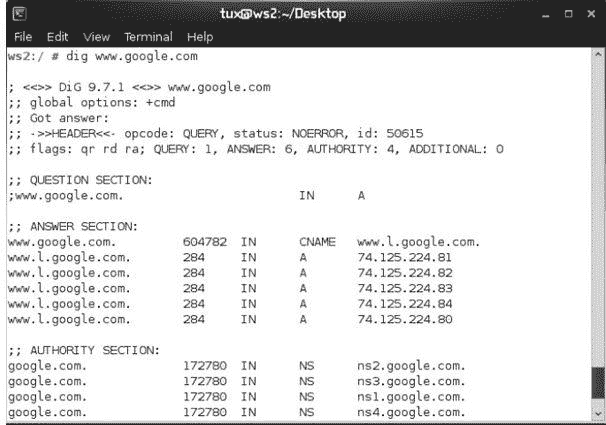 tux@ws2:~/Desktop
File Edit View Terminal Help
ws2:/ # dig www.google.com
; <<>> DiG 9.7.1 <<>> www.google.com
;; global options: +cmd
;; Got answer:
;; ->>HEADER<<- opcode: QUERY, status: NOERROR, id: 50615
;; flags: qr rd ra; QUERY: 1, ANSWER: 6, AUTHORITY: 4, ADDITIONAL: 0
;; QUESTION SECTION:
;www.google.com. IN A
;; ANSWER SECTION:
www.google.com. 604782 IN CNAME www.l.google.com.
www.l.google.com. 284 IN A 74.125.224.81
www.l.google.com. 284 IN A 74.125.224.82
www.l.google.com. 284 IN A 74.125.224.83
www.l.google.com. 284 IN A 74.125.224.84
www.l.google.com. 284 IN A 74.125.224.80
;; AUTHORITY SECTION:
google.com. 172780 IN NS ns2.google.com.
google.com. 172780 IN NS ns3.google.com.
google.com. 172780 IN NS ns1.google.com.
google.com. 172780 IN NS ns4.google.com.